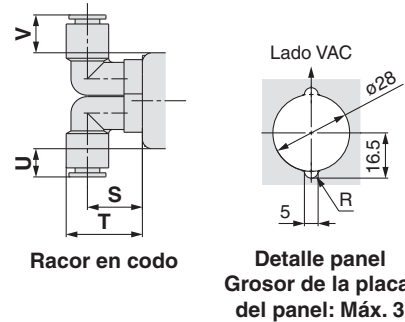 V
U
S
T
Racor en codo
Lado VAC
ø28
16.5
5
R
Detalle panel
Grosor de la placa
del panel: Máx. 3